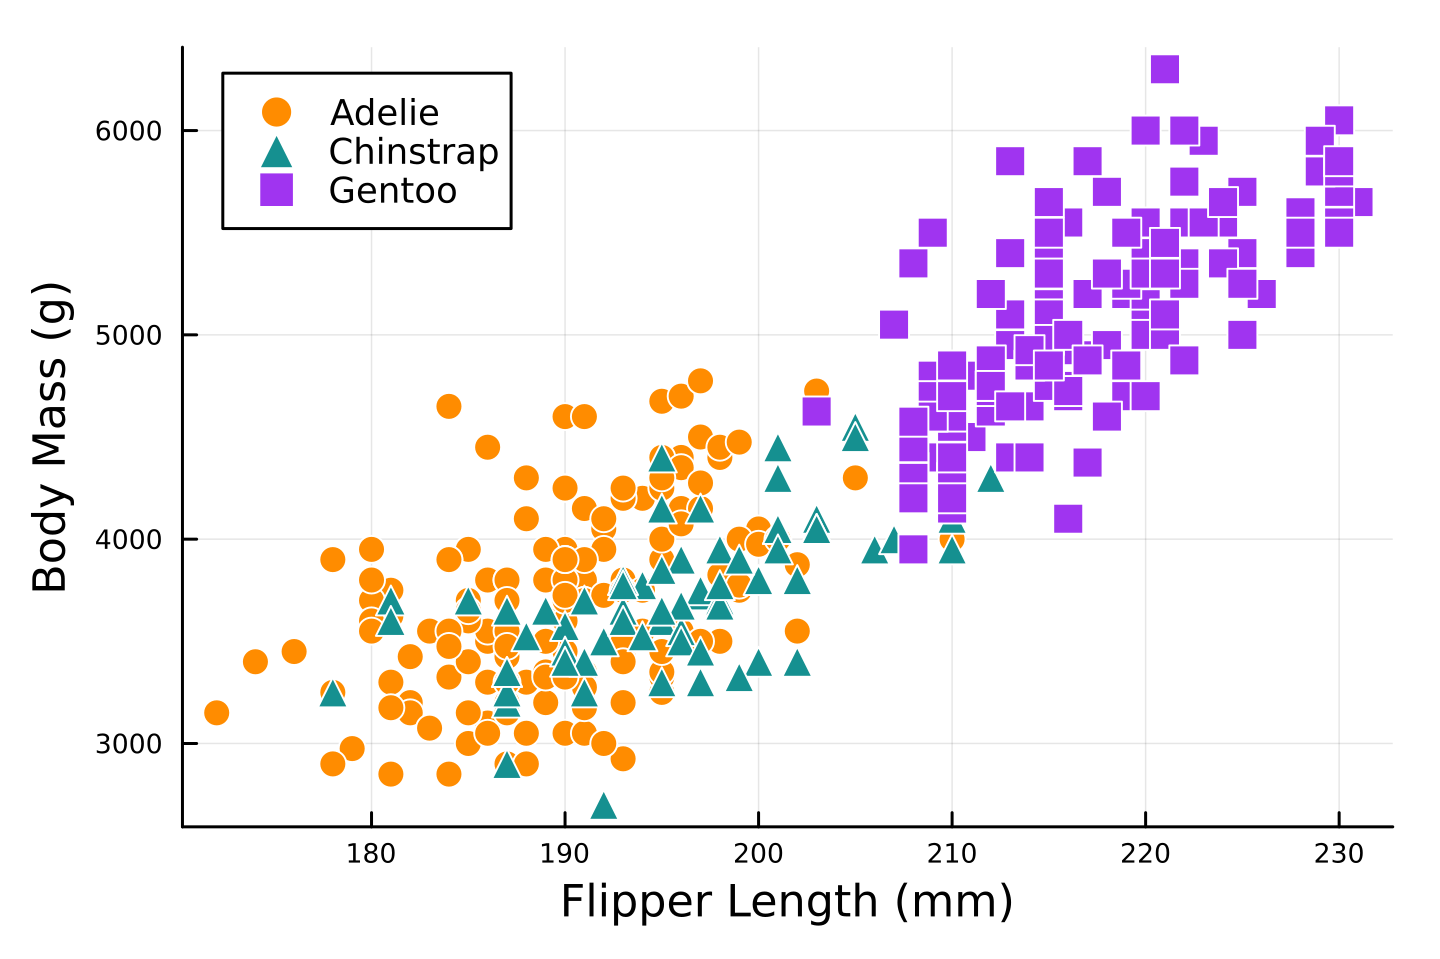 Adelie
Chinstrap
Gentoo
6000
5000
4000
3000
Body Mass (g)
180 190 200 210 220 230
Flipper Length (mm)